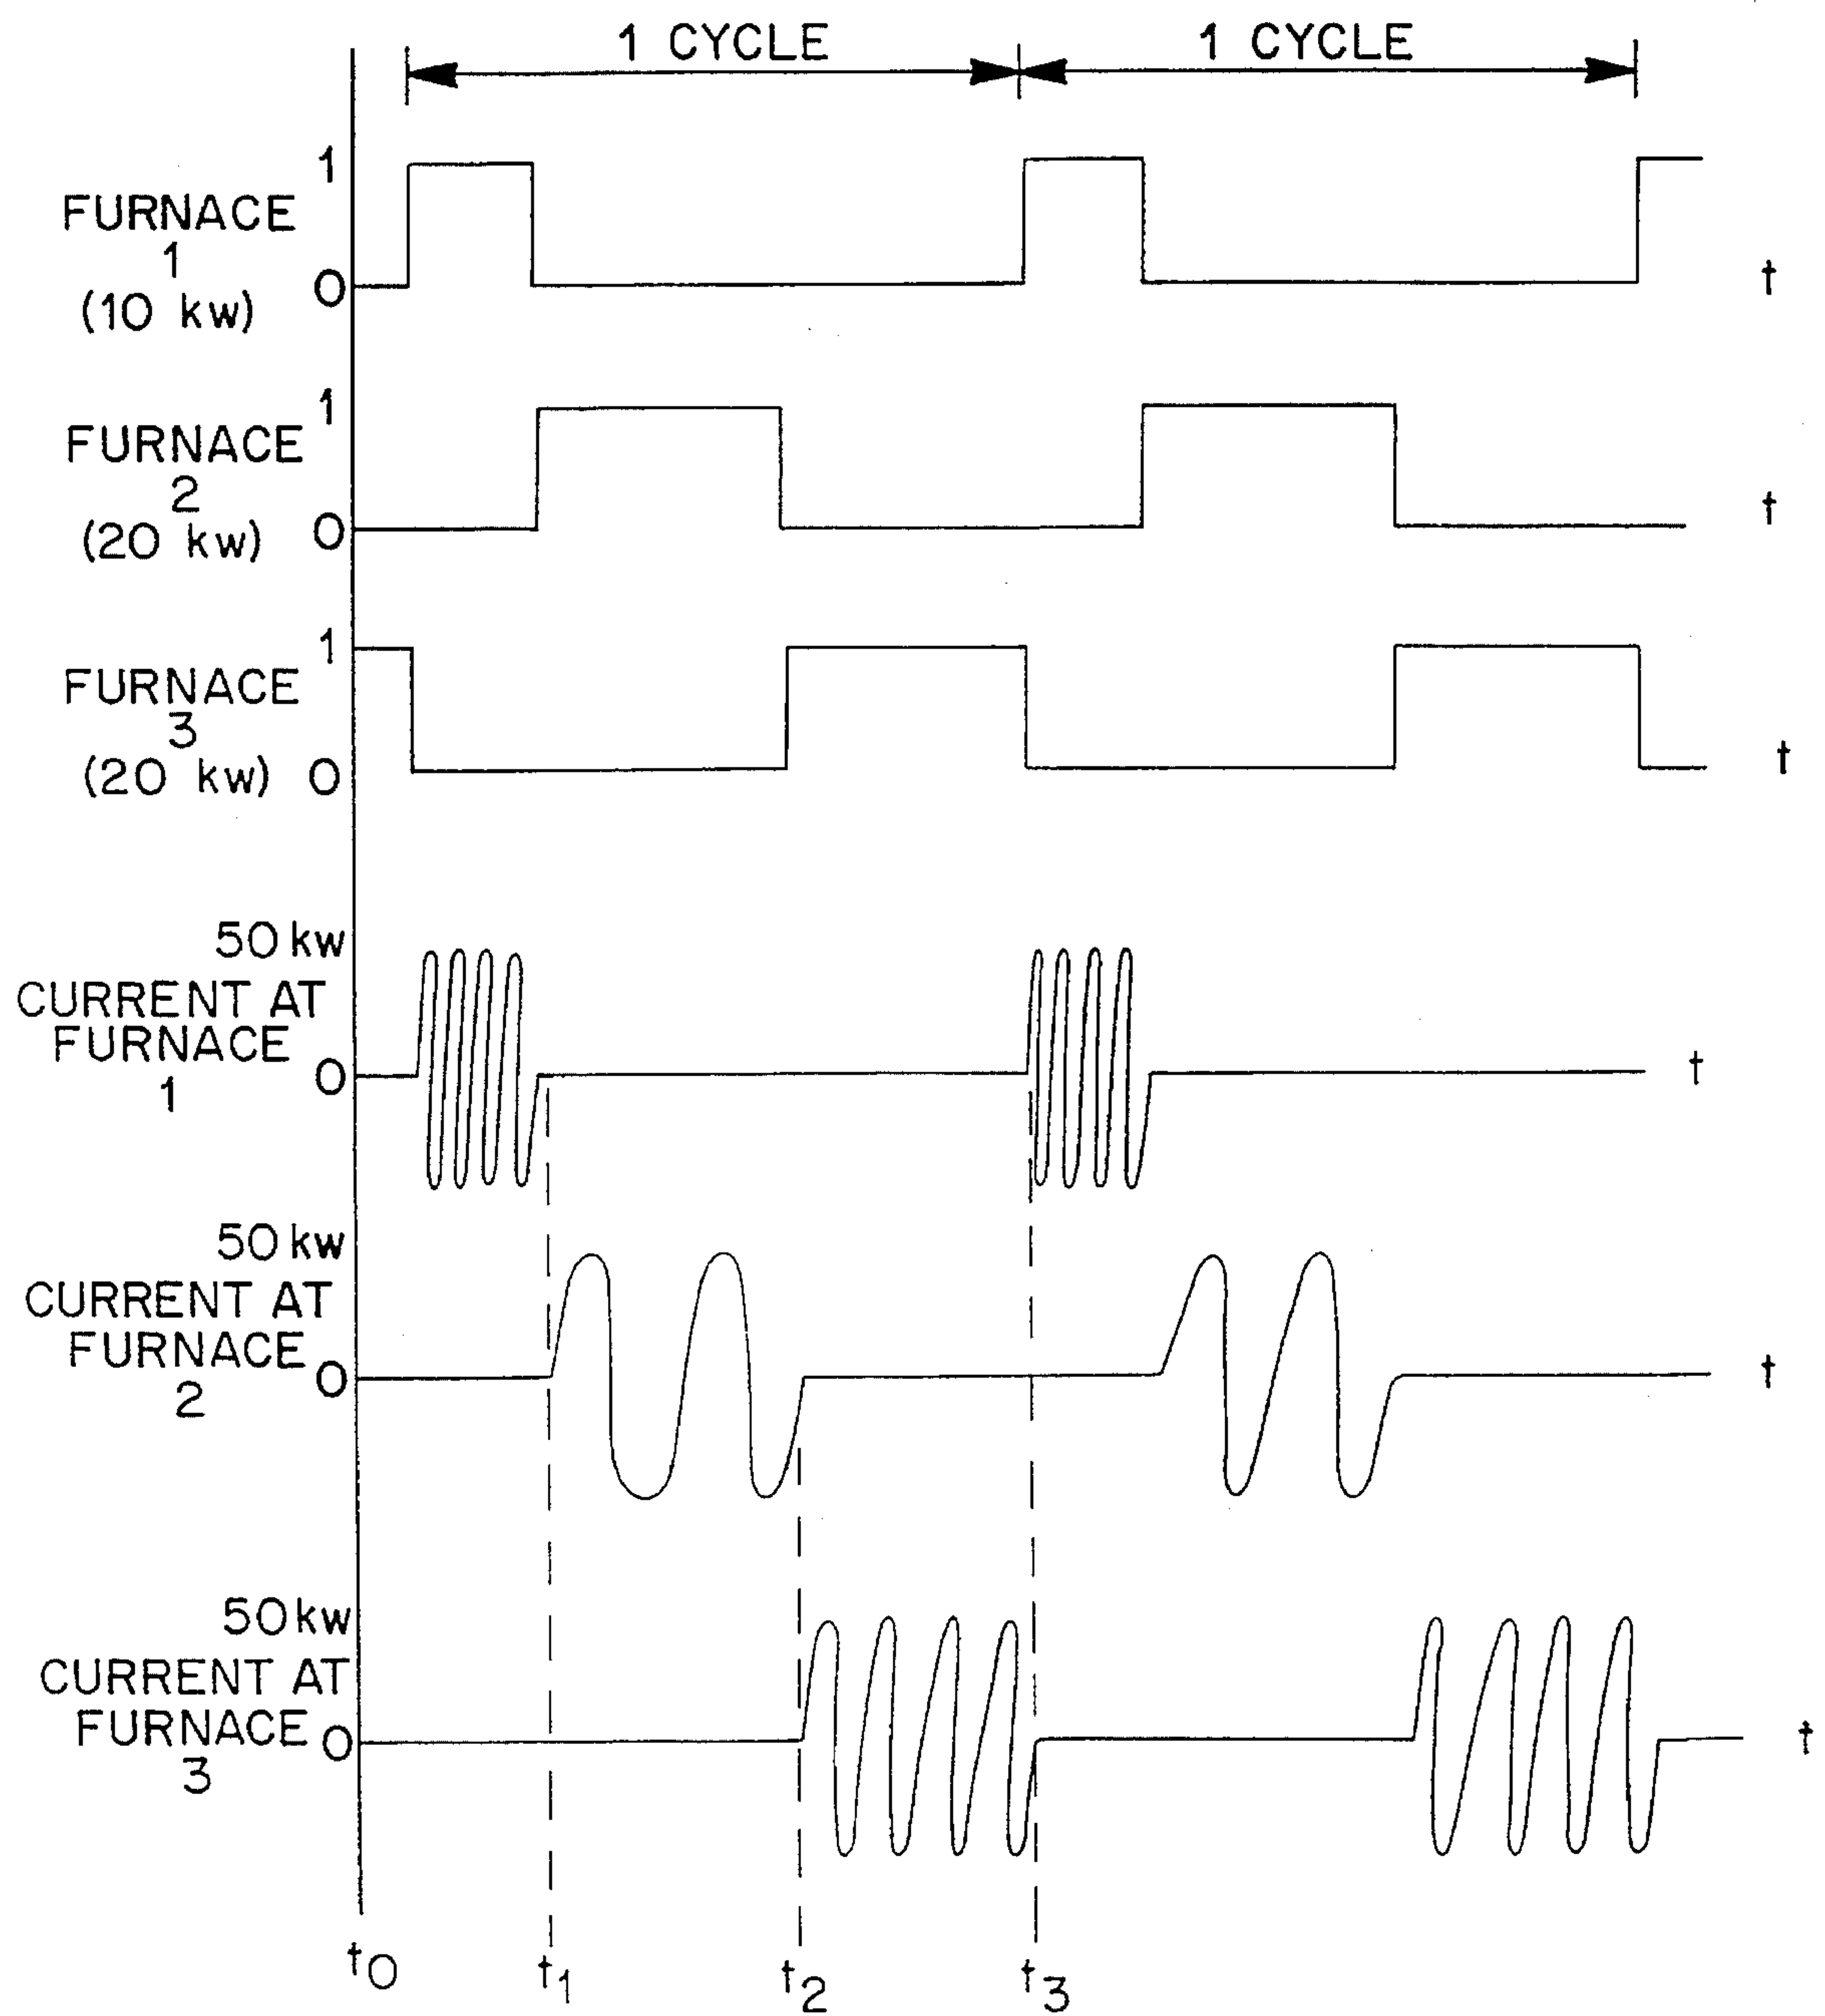 1 CYCLE
1 CYCLE
1
FURNACE
1
0
(10 kw)
t
1
FURNACE
2
(20 kw)
0
t
1
FURNACE
3
(20 kw)
0
t
50 kw
CURRENT AT
FURNACE
0
1
t
50 kw
CURRENT AT
FURNACE
0
2
t
50 kw
CURRENT AT
FURNACE
0
3
t
t0
t1
t2
t3